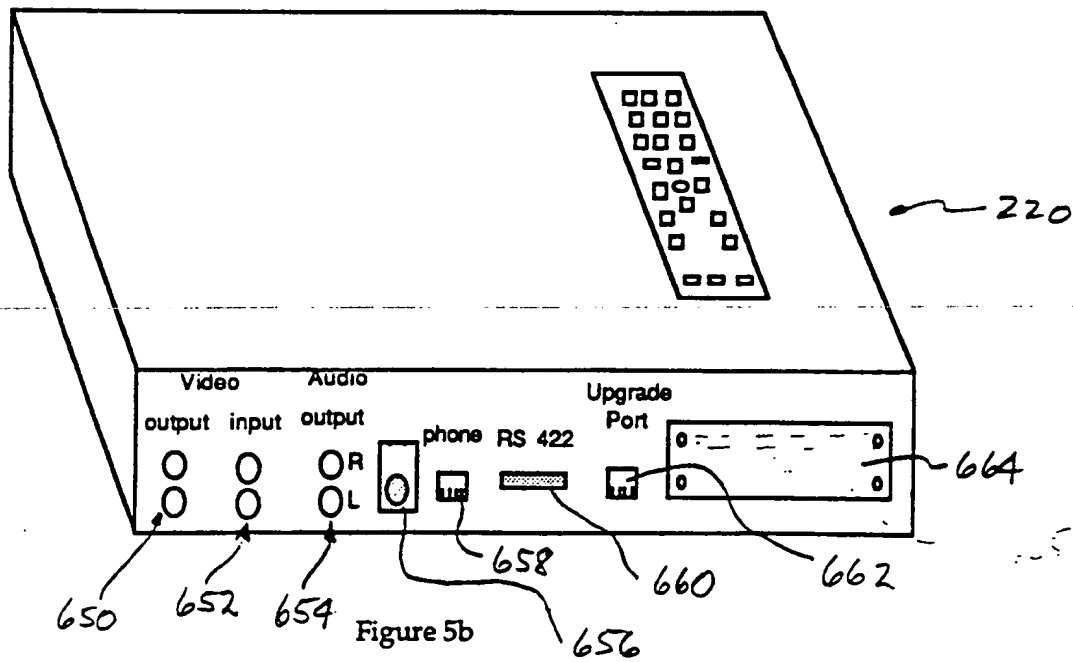 220
Video Audio
output input output
R
L
phone RS 422
Upgrade
Port
664
650
652
654
658
660
662
656
Figure 5b